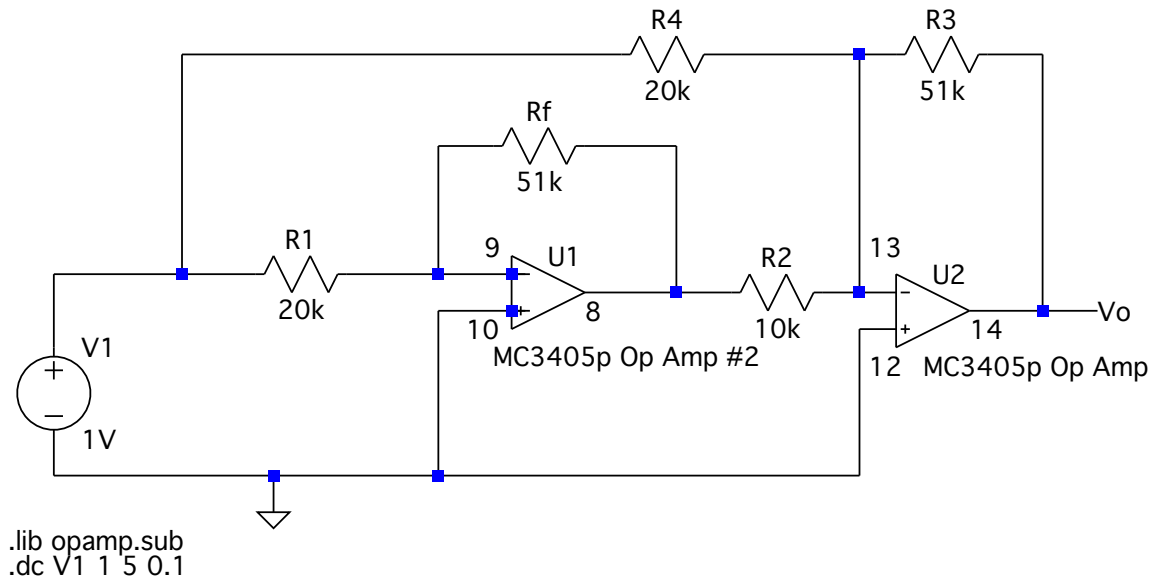 R4
20k
R3
51k
Rf
51k
R1
20k
9
10
U1
8
MC3405p Op Amp #2
R2
10k
13
12
U2
14
MC3405p Op Amp
Vo
V1
1V
.lib opamp.sub
.dc V1 1 5 0.1